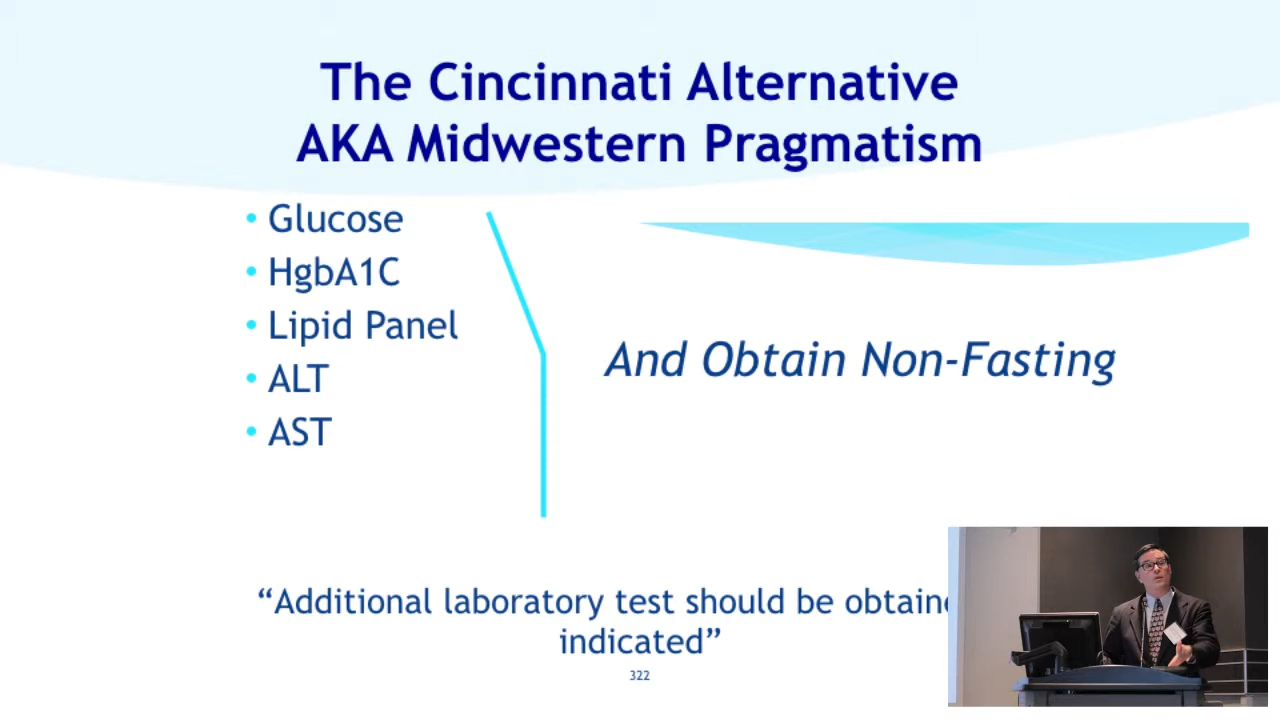 The Cincinnati Alternative
AKA Midwestern Pragmatism
• Glucose
• HgbA1C
• Lipid Panel
• ALT
• AST
And Obtain Non-Fasting
“Additional laboratory test should be
indicated”
322